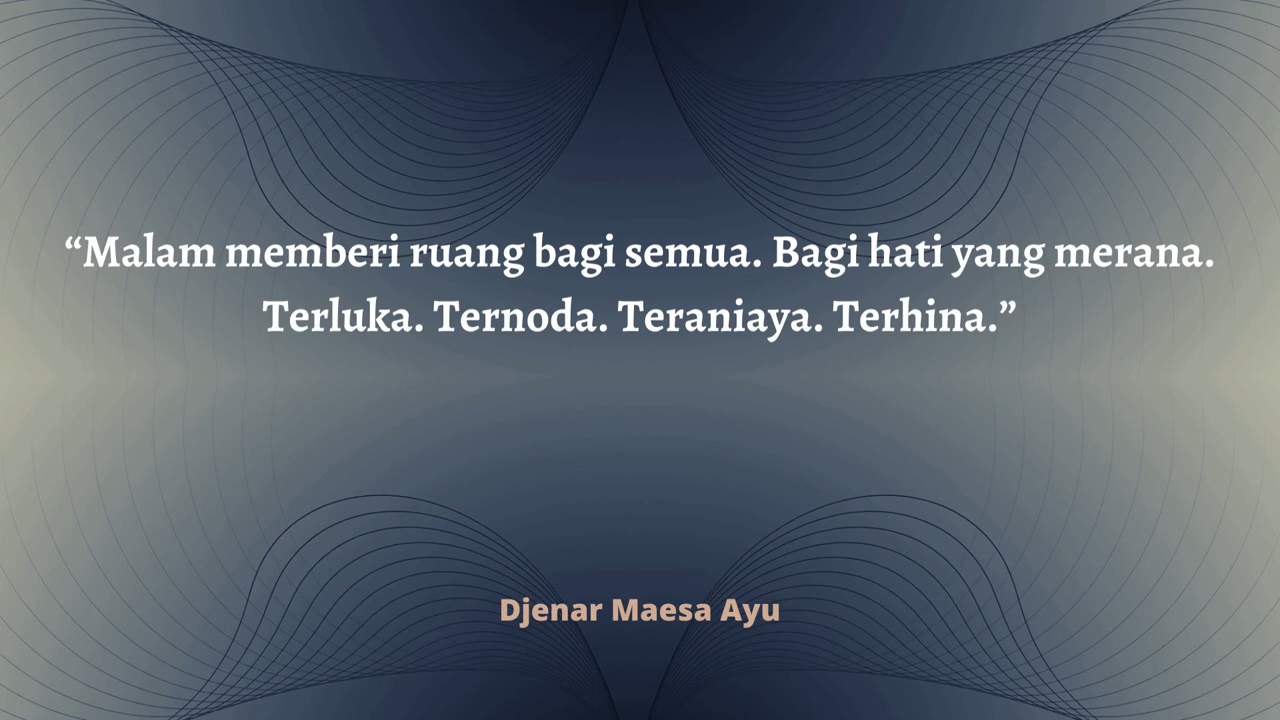 “Malam memberi ruang bagi semua. Bagi hati yang merana.
Terluka. Ternoda. Teraniaya. Terhina.”
Djenar Maesa Ayu